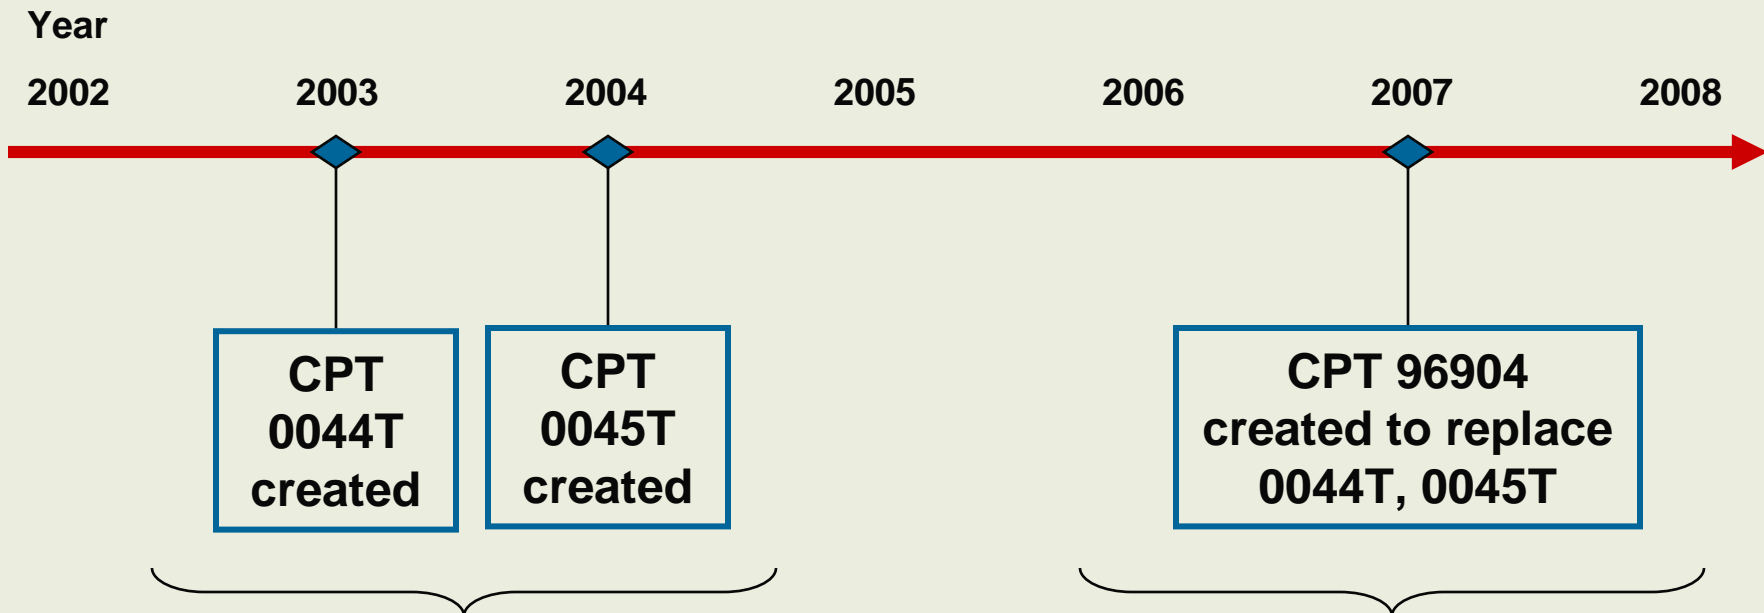 Year
2002 2003 2004 2005 2006 2007 2008
CPT
0044T
created
CPT
0045T
created
CPT 96904
created to replace
0044T, 0045T